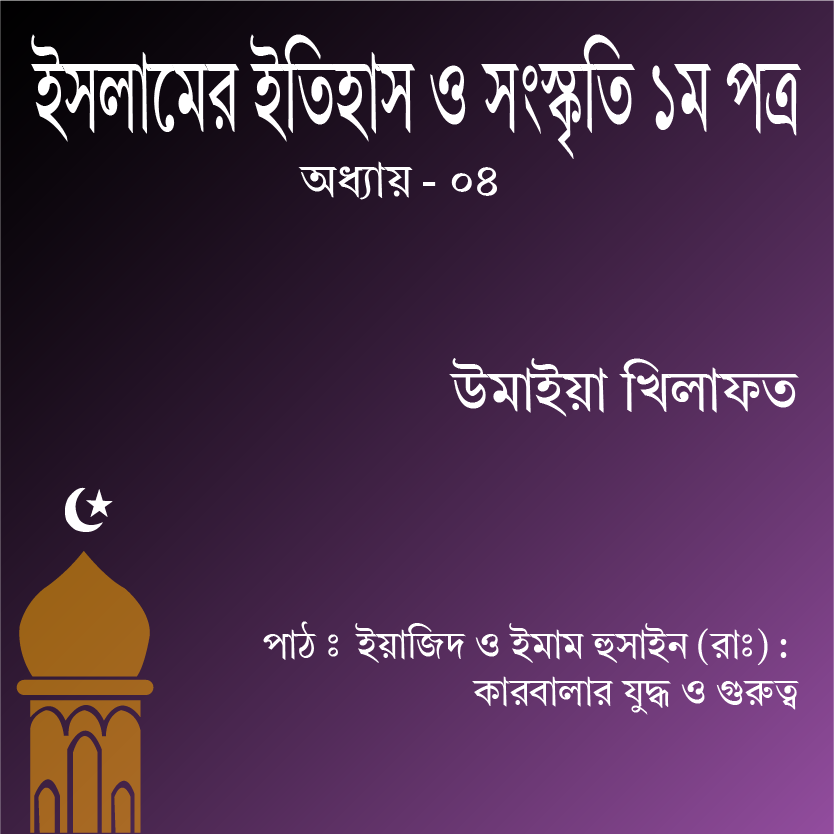 ইসলামের ইতিহাস ও সংস্কৃতি ১ম পত্র
অধ্যায় - ০৪
উমাইয়া খিলাফত
পাঠ ঃ ইয়াজিদ ও ইমাম হুসাইন (রাঃ) :
কারবালার যুদ্ধ ও গুরুত্ব